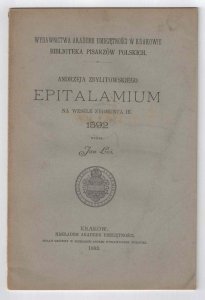 WYDAWNICTWA AKADEMII UMIEJĘTNOŚCI W KRAKOWIE
BIBLIOTEKA PISARZÓW POLSKICH.
ANDRZEJA ZBYLITOWSKIEGO
EPITALAMIUM
NA WESELE ZYGMUNTA III.
1592
WYDAŁ
Jan Łoś.
KRAKÓW.
NAKŁADEM AKADEMII UMIEJĘTNOŚCI.
1893.